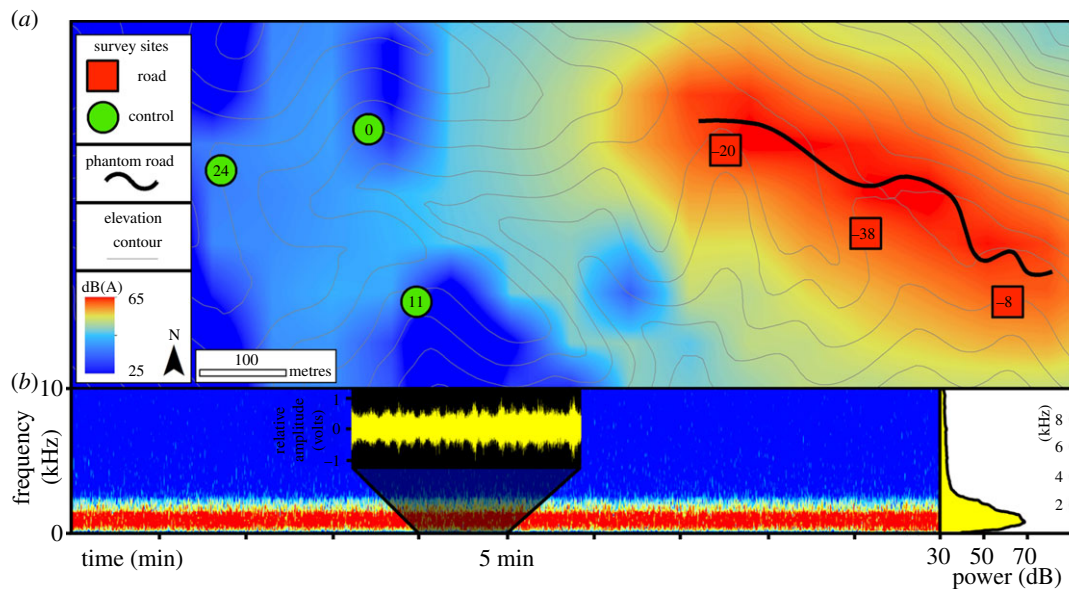 (a)
survey sites
road
control
phantom road
elevation
contour
dB(A)
65
25
N
100
metres
24
0
11
–20
–38
–8
(b)
10
0
frequency
(kHz)
relative
amplitude
(volts)
1
0
–1
(kHz)
8
6
4
2
time (min)
5 min
30 50 70
power (dB)